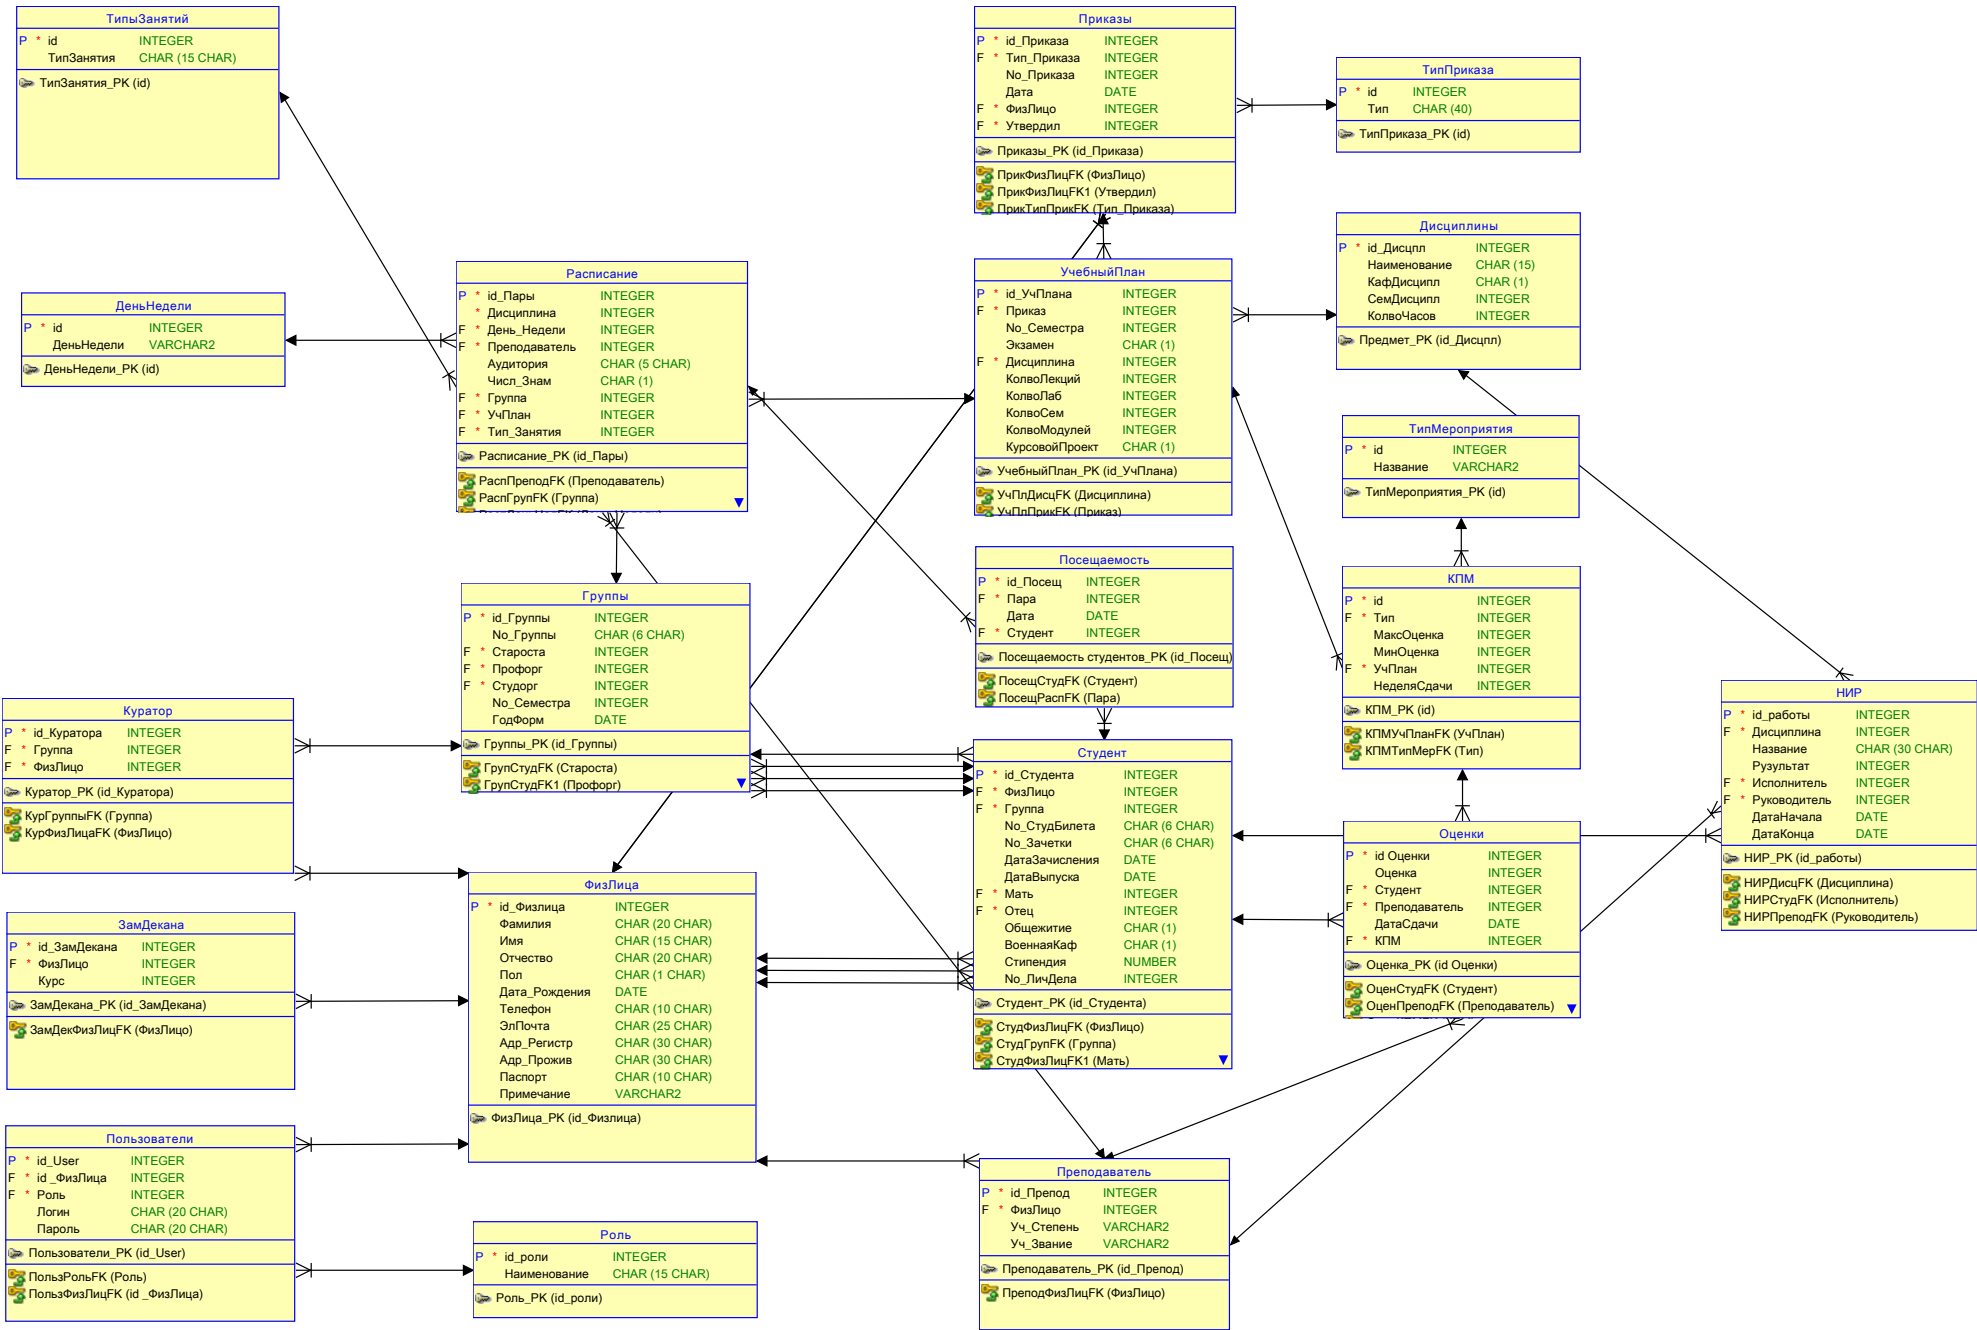 ТипыЗанятий
P * id INTEGER
ТипЗанятия CHAR (15 CHAR)
ТипЗанятия_PK (id)
Приказы
P * id_Приказа INTEGER
F * Тип_Приказа INTEGER
No_Приказа INTEGER
Дата DATE
F * ФизЛицо INTEGER
F * Утвердил INTEGER
Приказы_PK (id_Приказа)
ПрикФизЛицFK (ФизЛицо)
ПрикФизЛицFK1 (Утвердил)
ПрикТипПрикFK (Тип_Приказа)
ТипПриказа
P * id INTEGER
Тип CHAR (40)
ТипПриказа_PK (id)
Дисциплины
P * id_Дисцпл INTEGER
Наименование CHAR (15)
КафДисципл CHAR (1)
СемДисципл INTEGER
КолвоЧасов INTEGER
Предмет_PK (id_Дисцпл)
ДеньНедели
P * id INTEGER
ДеньНедели VARCHAR2
ДеньНедели_PK (id)
Расписание
P * id_Пары INTEGER
* Дисциплина INTEGER
F * День_Недели INTEGER
F * Преподаватель INTEGER
Аудитория CHAR (5 CHAR)
Числ_Знам CHAR (1)
F * Группа INTEGER
F * УчПлан INTEGER
F * Тип_Занятия INTEGER
Расписание_PK (id_Пары)
РаспПреподFK (Преподаватель)
РаспГрупFK (Группа)
УчебныйПлан
P * id_УчПлана INTEGER
F * Приказ INTEGER
No_Семестра INTEGER
Экзамен CHAR (1)
F * Дисциплина INTEGER
КолвоЛекций INTEGER
КолвоЛаб INTEGER
КолвоСем INTEGER
КолвоМодулей INTEGER
КурсовойПроект CHAR (1)
УчебныйПлан_PK (id_УчПлана)
УчПлДисцFK (Дисциплина)
УчПлПрикFK (Приказ)
ТипМероприятия
P * id INTEGER
Название VARCHAR2
ТипМероприятия_PK (id)
Посещаемость
P * id_Посещ INTEGER
F * Пара INTEGER
Дата DATE
F * Студент INTEGER
Посещаемость студентов_PK (id_Посещ)
ПосещСтудFK (Студент)
ПосещРаспFK (Пара)
КПМ
P * id INTEGER
F * Тип INTEGER
МаксОценка INTEGER
МинОценка INTEGER
F * УчПлан INTEGER
НеделяСдачи INTEGER
КПМ_PK (id)
КПМУчПланFK (УчПлан)
КПМТипМерFK (Тип)
Группы
P * id_Группы INTEGER
No_Группы CHAR (6 CHAR)
F * Староста INTEGER
F * Профорг INTEGER
F * Студорг INTEGER
No_Семестра INTEGER
ГодФорм DATE
Группы_PK (id_Группы)
ГрупСтудFK (Староста)
ГрупСтудFK1 (Профорг)
НИР
P * id_работы INTEGER
F * Дисциплина INTEGER
Название CHAR (30 CHAR)
Рузультат INTEGER
F * Исполнитель INTEGER
F * Руководитель INTEGER
ДатаНачала DATE
ДатаКонца DATE
НИР_PK (id_работы)
НИРДисцFK (Дисциплина)
НИРСтудFK (Исполнитель)
НИРПреподFK (Руководитель)
Куратор
P * id_Куратора INTEGER
F * Группа INTEGER
F * ФизЛицо INTEGER
Куратор_PK (id_Куратора)
КурГруппыFK (Группа)
КурФизЛицаFK (ФизЛицо)
Студент
P * id_Студента INTEGER
F * ФизЛицо INTEGER
F * Группа INTEGER
No_СтудБилета CHAR (6 CHAR)
No_Зачетки CHAR (6 CHAR)
ДатаЗачисления DATE
ДатаВыпуска DATE
F * Мать INTEGER
F * Отец INTEGER
Общежитие CHAR (1)
ВоеннаяКаф CHAR (1)
Стипендия NUMBER
No_ЛичДела INTEGER
Студент_PK (id_Студента)
СтудФизЛицFK (ФизЛицо)
СтудГрупFK (Группа)
СтудФизЛицFK1 (Мать)
Оценки
P * id Оценки INTEGER
Оценка INTEGER
F * Студент INTEGER
F * Преподаватель INTEGER
ДатаСдачи DATE
F * КПМ INTEGER
Оценка_PK (id Оценки)
ОценСтудFK (Студент)
ОценПреподFK (Преподаватель)
ФизЛица
P * id_Физлица INTEGER
Фамилия CHAR (20 CHAR)
Имя CHAR (15 CHAR)
Отчество CHAR (20 CHAR)
Пол CHAR (1 CHAR)
Дата_Рождения DATE
Телефон CHAR (10 CHAR)
ЭлПочта CHAR (25 CHAR)
Адр_Регистр CHAR (30 CHAR)
Адр_Прожив CHAR (30 CHAR)
Паспорт CHAR (10 CHAR)
Примечание VARCHAR2
ФизЛица_PK (id_Физлица)
ЗамДекана
P * id_ЗамДекана INTEGER
F * ФизЛицо INTEGER
Курс INTEGER
ЗамДекана_PK (id_ЗамДекана)
ЗамДекФизЛицFK (ФизЛицо)
Пользователи
P * id_User INTEGER
F * id _ФизЛица INTEGER
F * Роль INTEGER
Логин CHAR (20 CHAR)
Пароль CHAR (20 CHAR)
Пользователи_PK (id_User)
ПользРольFK (Роль)
ПользФизЛицFK (id _ФизЛица)
Роль
P * id_роли INTEGER
Наименование CHAR (15 CHAR)
Роль_PK (id_роли)
Преподаватель
P * id_Препод INTEGER
F * ФизЛицо INTEGER
Уч_Степень VARCHAR2
Уч_Звание VARCHAR2
Преподаватель_PK (id_Препод)
ПреподФизЛицFK (ФизЛицо)